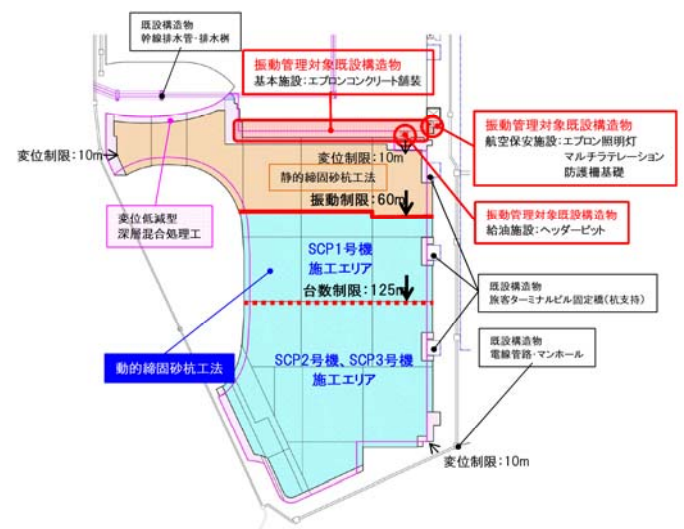 既設構造物
幹線排水管・排水桝
振動管理対象既設構造物
基本施設：エプロンコンクリート舗装
振動管理対象既設構造物
航空保安施設：エプロン照明灯
マルチラテレーション
防護柵基礎
変位制限：10m
変位制限：10m
静的締固砂杭工法
振動制限：60m
振動管理対象既設構造物
給油施設：ヘッダーピット
変位低減型
深層混合処理工
SCP1号機
施工エリア
台数制限：125m
既設構造物
旅客ターミナルビル固定橋（杭支持）
動的締固砂杭工法
SCP2号機、SCP3号機
施工エリア
既設構造物
電線管路・マンホール
変位制限：10m